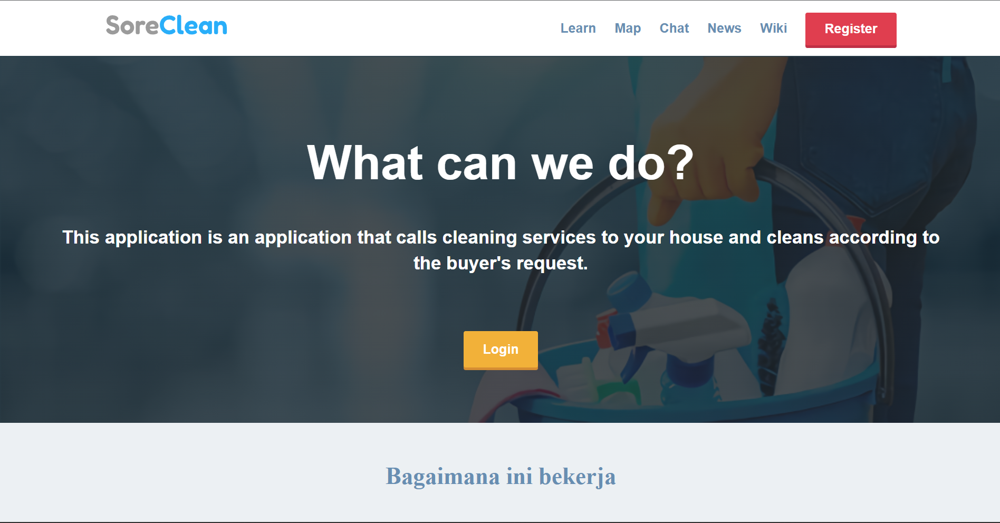 SoreClean
Learn Map Chat News Wiki Register
What can we do?
This application is an application that calls cleaning services to your house and cleans according to
the buyer's request.
Login
Bagaimana ini bekerja